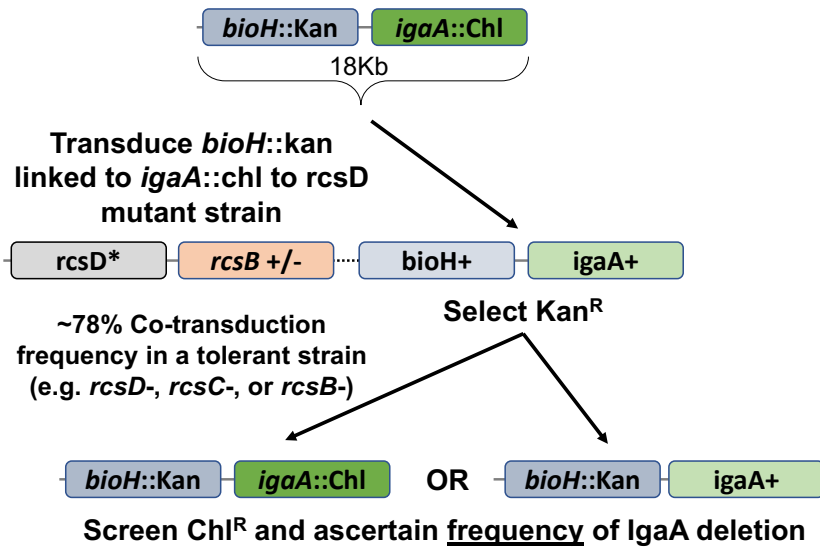 bioH::Kan igaA::Chl
18Kb
Transduce bioH::kan
linked to igaA::chl to rcsD
mutant strain
rcsD* rcsB +/- bioH+ igaA+
Select KanR
~78% Co-transduction
frequency in a tolerant strain
(e.g. rcsD-, rcsC-, or rcsB-)
bioH::Kan igaA::Chl OR bioH::Kan igaA+
Screen ChlR and ascertain frequency of IgaA deletion